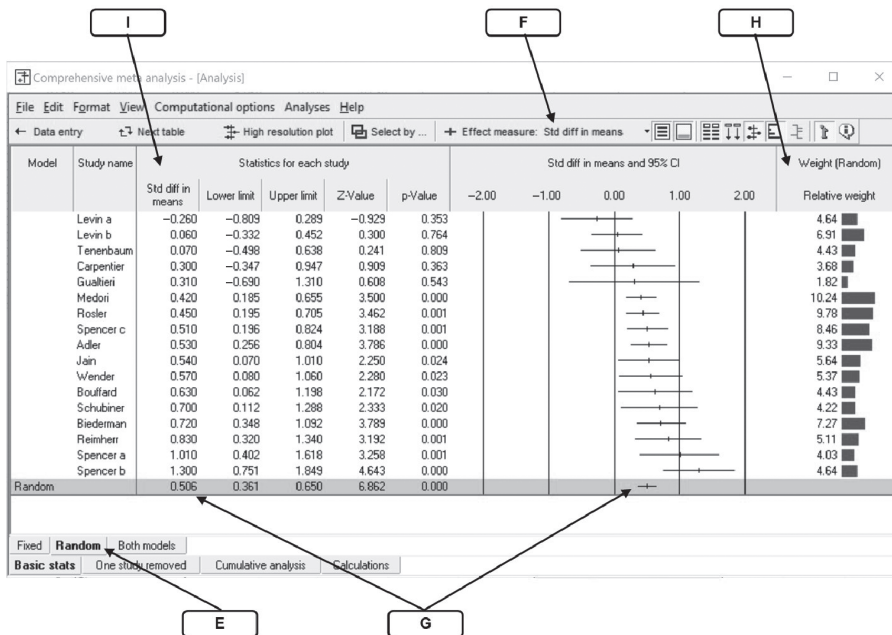 I F H
Comprehensive meta analysis - [Analysis]
File Edit Format View Computational options Analyses Help
← Data entry Next table High resolution plot Select by ... Effect measure: Std diff in means
Model Study name Statistics for each study Std diff in means and 95% CI Weight (Random)
Std diff in means Lower limit Upper limit Z-Value p-Value −2.00 −1.00 0.00 1.00 2.00 Relative weight
Levin a −0.260 −0.809 0.289 −0.929 0.353 4.64
Levin b 0.060 −0.332 0.452 0.300 0.764 6.91
Tenenbaum 0.070 −0.498 0.638 0.241 0.809 4.43
Carpentier 0.300 −0.347 0.947 0.909 0.363 3.68
Gualtieri 0.310 −0.690 1.310 0.608 0.543 1.82
Medori 0.420 0.185 0.655 3.500 0.000 10.24
Rosler 0.450 0.195 0.705 3.462 0.001 9.78
Spencer c 0.510 0.196 0.824 3.188 0.001 8.46
Adler 0.530 0.256 0.804 3.786 0.000 9.33
Jain 0.540 0.070 1.010 2.250 0.024 5.64
Wender 0.570 0.080 1.060 2.280 0.023 5.37
Bouffard 0.630 0.062 1.198 2.172 0.030 4.43
Schubiner 0.700 0.112 1.288 2.333 0.020 4.22
Biederman 0.720 0.348 1.092 3.789 0.000 7.27
Reimherr 0.830 0.320 1.340 3.192 0.001 5.11
Spencer a 1.010 0.402 1.618 3.258 0.001 4.03
Spencer b 1.300 0.751 1.849 4.643 0.000 4.64
Random 0.506 0.361 0.650 6.862 0.000
Fixed Random Both models
Basic stats One study removed Cumulative analysis Calculations
E G